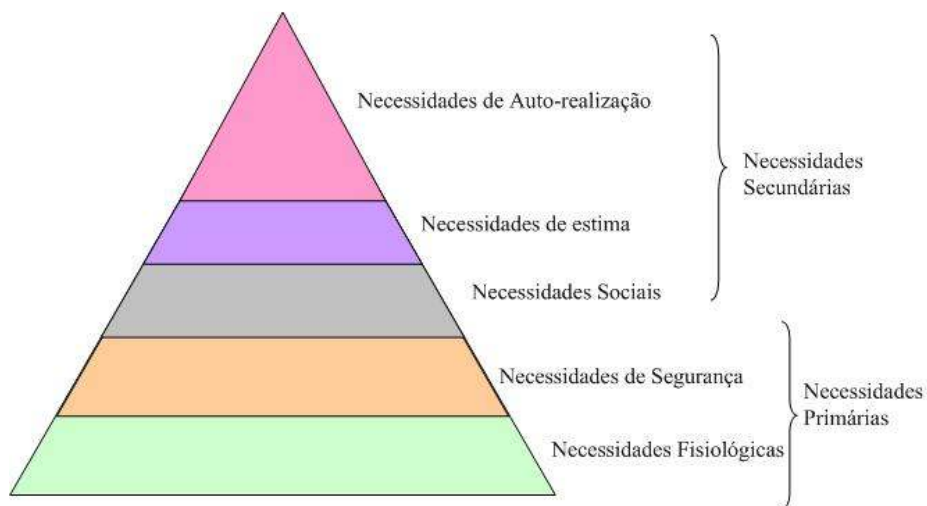 Necessidades de Auto-realização
Necessidades
Secundárias
Necessidades de estima
Necessidades Sociais
Necessidades de Segurança
Necessidades
Primárias
Necessidades Fisiológicas